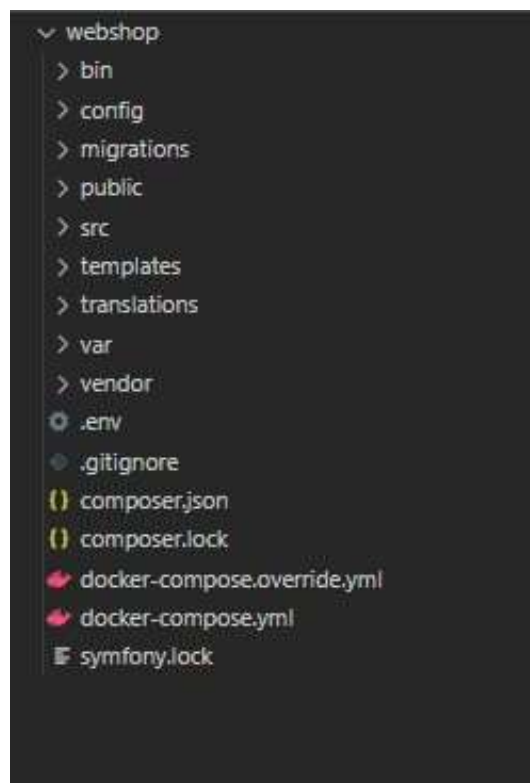 webshop
bin
config
migrations
public
src
templates
translations
var
vendor
.env
.gitignore
composer.json
composer.lock
docker-compose.override.yml
docker-compose.yml
symfony.lock